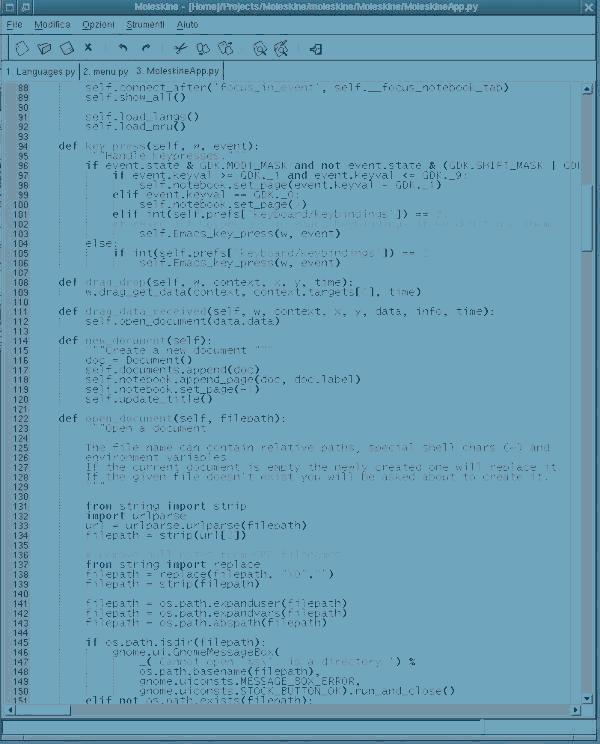 Moleskine - [Home]/Projects/Moleskine/moleskine/Moleskine/MoleskineApp.py
File Modifica Opzioni Strumenti Aiuto
1. Languages.py 2. menu.py 3. MoleskineApp.py
88 self.connect_after('focus_in_event', self.__focus_notebook_tab)
89 self.show_all()
90
91 self.load_langs()
92 self.load_mru()
93
94 def key_press(self, w, event):
95 "Handle keypresses."
96 if event.state & GDK.MOD1_MASK and not event.state & (GDK.SHIFT_MASK | GD
97 if event.keyval >= GDK._1 and event.keyval <= GDK._9:
98 self.notebook.set_page(event.keyval - GDK._1)
99 elif event.keyval == GDK._0:
100 self.notebook.set_page( )
101 elif int(self.prefs['keyboard/keybindings']) ==
102
103 self.Emacs_key_press(w, event)
104 else:
105 if int(self.prefs['keyboard/keybindings']) ==
106 self.Emacs_key_press(w, event)
107
108 def drag_drop(self, w, context, x, y, time):
109 w.drag_get_data(context, context.targets[ ], time)
110
111 def drag_data_received(self, w, context, x, y, data, info, time):
112 self.open_document(data.data)
113
114 def new_document(self):
115 """Create a new document """
116 doc = Document()
117 self.documents.append(doc)
118 self.notebook.append_page(doc, doc.label)
119 self.notebook.set_page(-1)
120 self.update_title()
121
122 def open_document(self, filepath):
123 """Open a document
124
125 The file name can contain relative paths, special shell chars (~) and
126 environment variables
127 If the current document is empty the newly created one will replace it
128 If the given file doesn't exist you will be asked about to create it.
129 """
130
131 from string import strip
132 import urlparse
133 url = urlparse.urlparse(filepath)
134 filepath = strip(url[2])
135
136
137 from string import replace
138 filepath = replace(filepath, "\0","")
139 filepath = strip(filepath)
140
141 filepath = os.path.expanduser(filepath)
142 filepath = os.path.expandvars(filepath)
143 filepath = os.path.abspath(filepath)
144
145 if os.path.isdir(filepath):
146 gnome.ui.GnomeMessageBox(
147 _('Cannot open \'%s\' is a directory.') %
148 os.path.basename(filepath),
149 gnome.uiconsts.MESSAGE_BOX_ERROR,
150 gnome.uiconsts.STOCK_BUTTON_OK).run_and_close()
151 elif not os.path.exists(filepath):